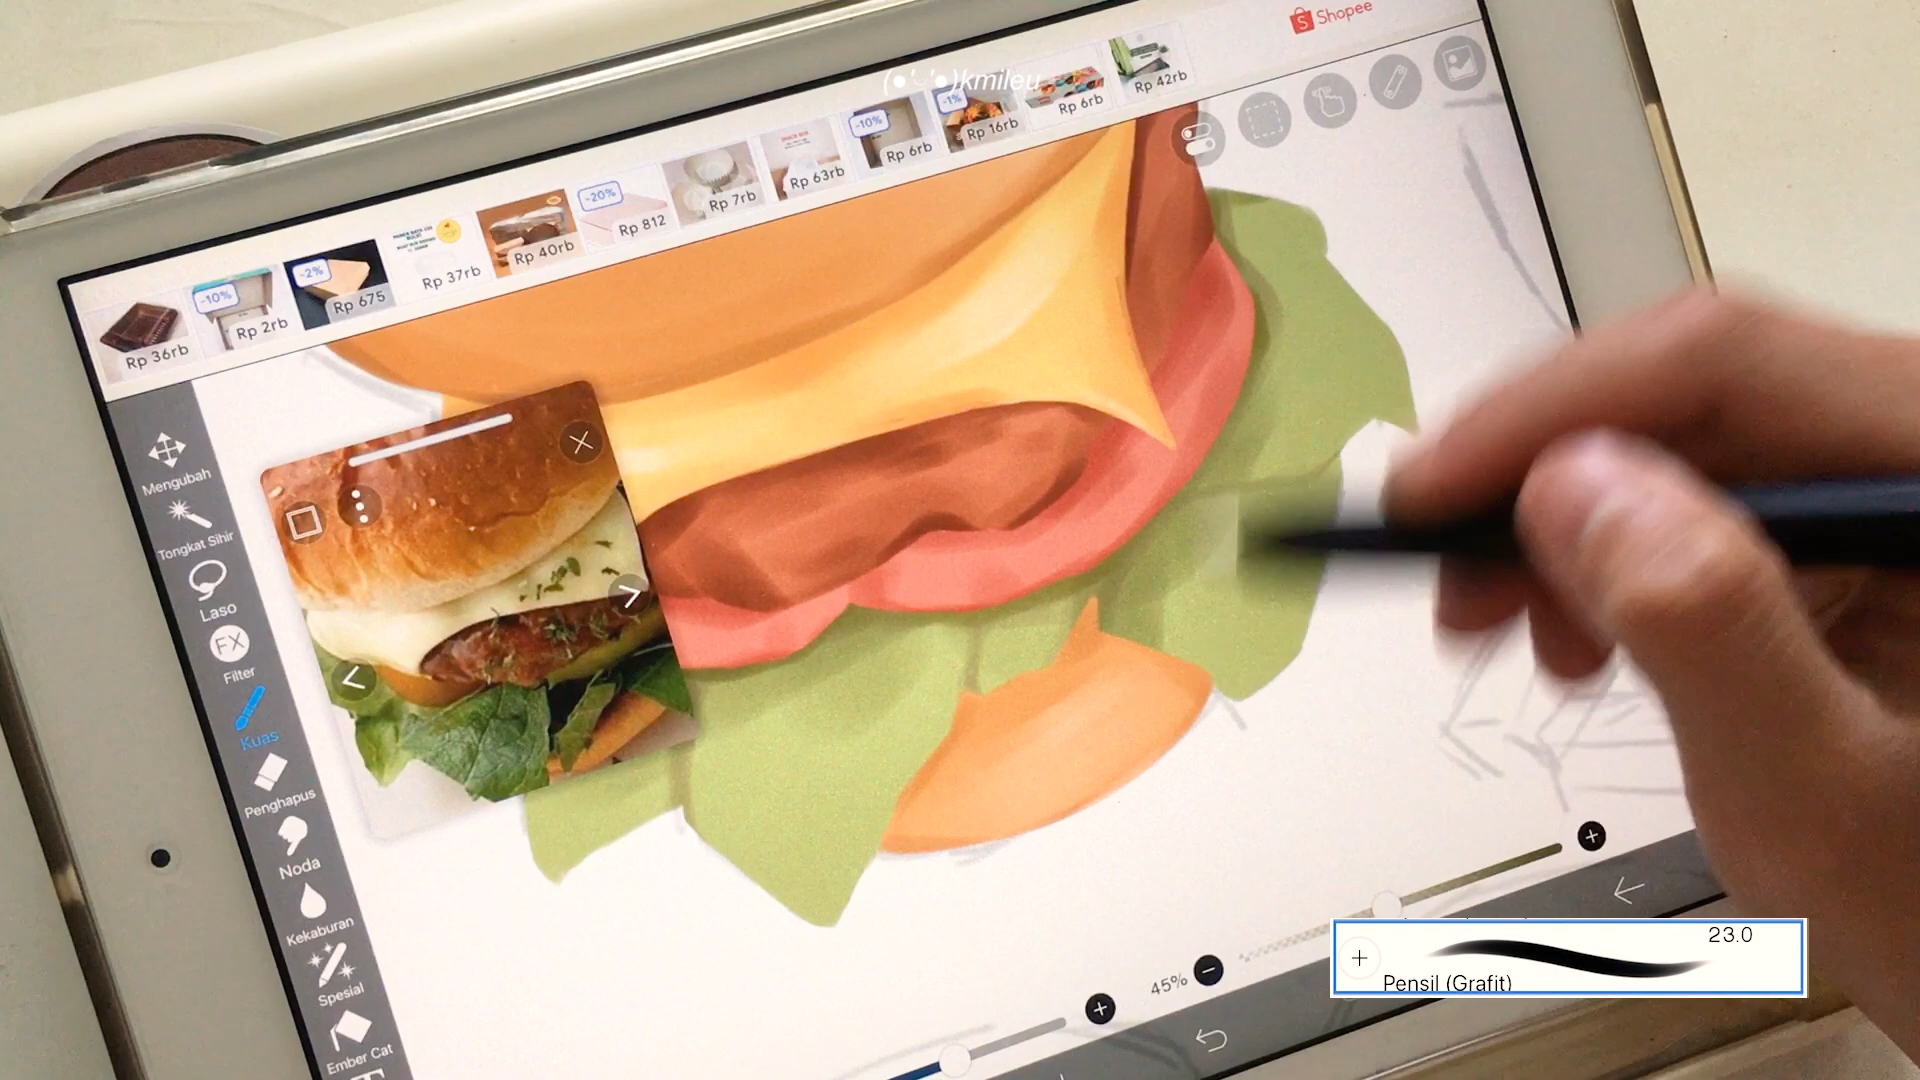 Shopee
(●'◡'●)kmileu
Rp 36rb
-10%
Rp 2rb
-2%
Rp 675
Rp 37rb
Rp 40rb
-20%
Rp 812
Rp 7rb
Rp 63rb
-10%
Rp 6rb
-1%
Rp 16rb
Rp 6rb
Rp 42rb
Mengubah
Tongkat Sihir
Laso
FX
Filter
Kuas
Penghapus
Noda
Kekaburan
Spesial
Ember Cat
45%
23.0
Pensil (Grafit)